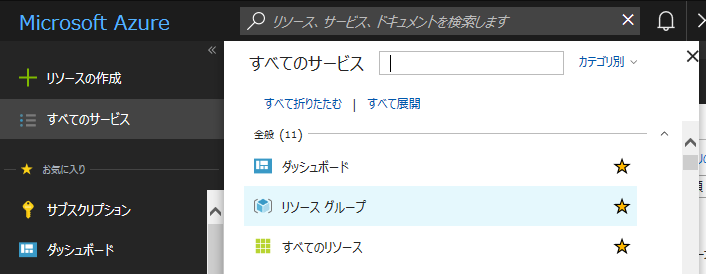 Microsoft Azure
リソース、サービス、ドキュメントを検索します
リソースの作成
すべてのサービス
お気に入り
サブスクリプション
ダッシュボード
すべてのサービス
カテゴリ別
すべて折りたたむ | すべて展開
全般 (11)
ダッシュボード
リソース グループ
すべてのリソース